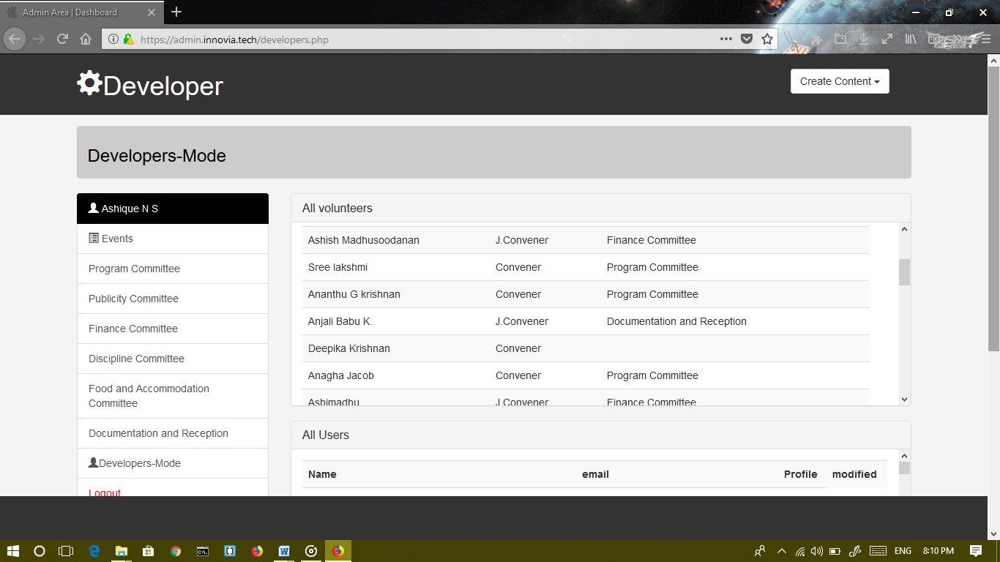 Admin Area | Dashboard
https://admin.innovia.tech/developers.php
Developer
Create Content
Developers-Mode
Ashique N S
Events
Program Committee
Publicity Committee
Finance Committee
Discipline Committee
Food and Accommodation
Committee
Documentation and Reception
Developers-Mode
Logout
All volunteers
Ashish Madhusoodanan J.Convener Finance Committee
Sree lakshmi Convener Program Committee
Ananthu G krishnan Convener Program Committee
Anjali Babu K. J.Convener Documentation and Reception
Deepika Krishnan Convener
Anagha Jacob Convener Program Committee
Ashimadhu J.Convener Finance Committee
All Users
Name email Profile modified
ENG 8:10 PM